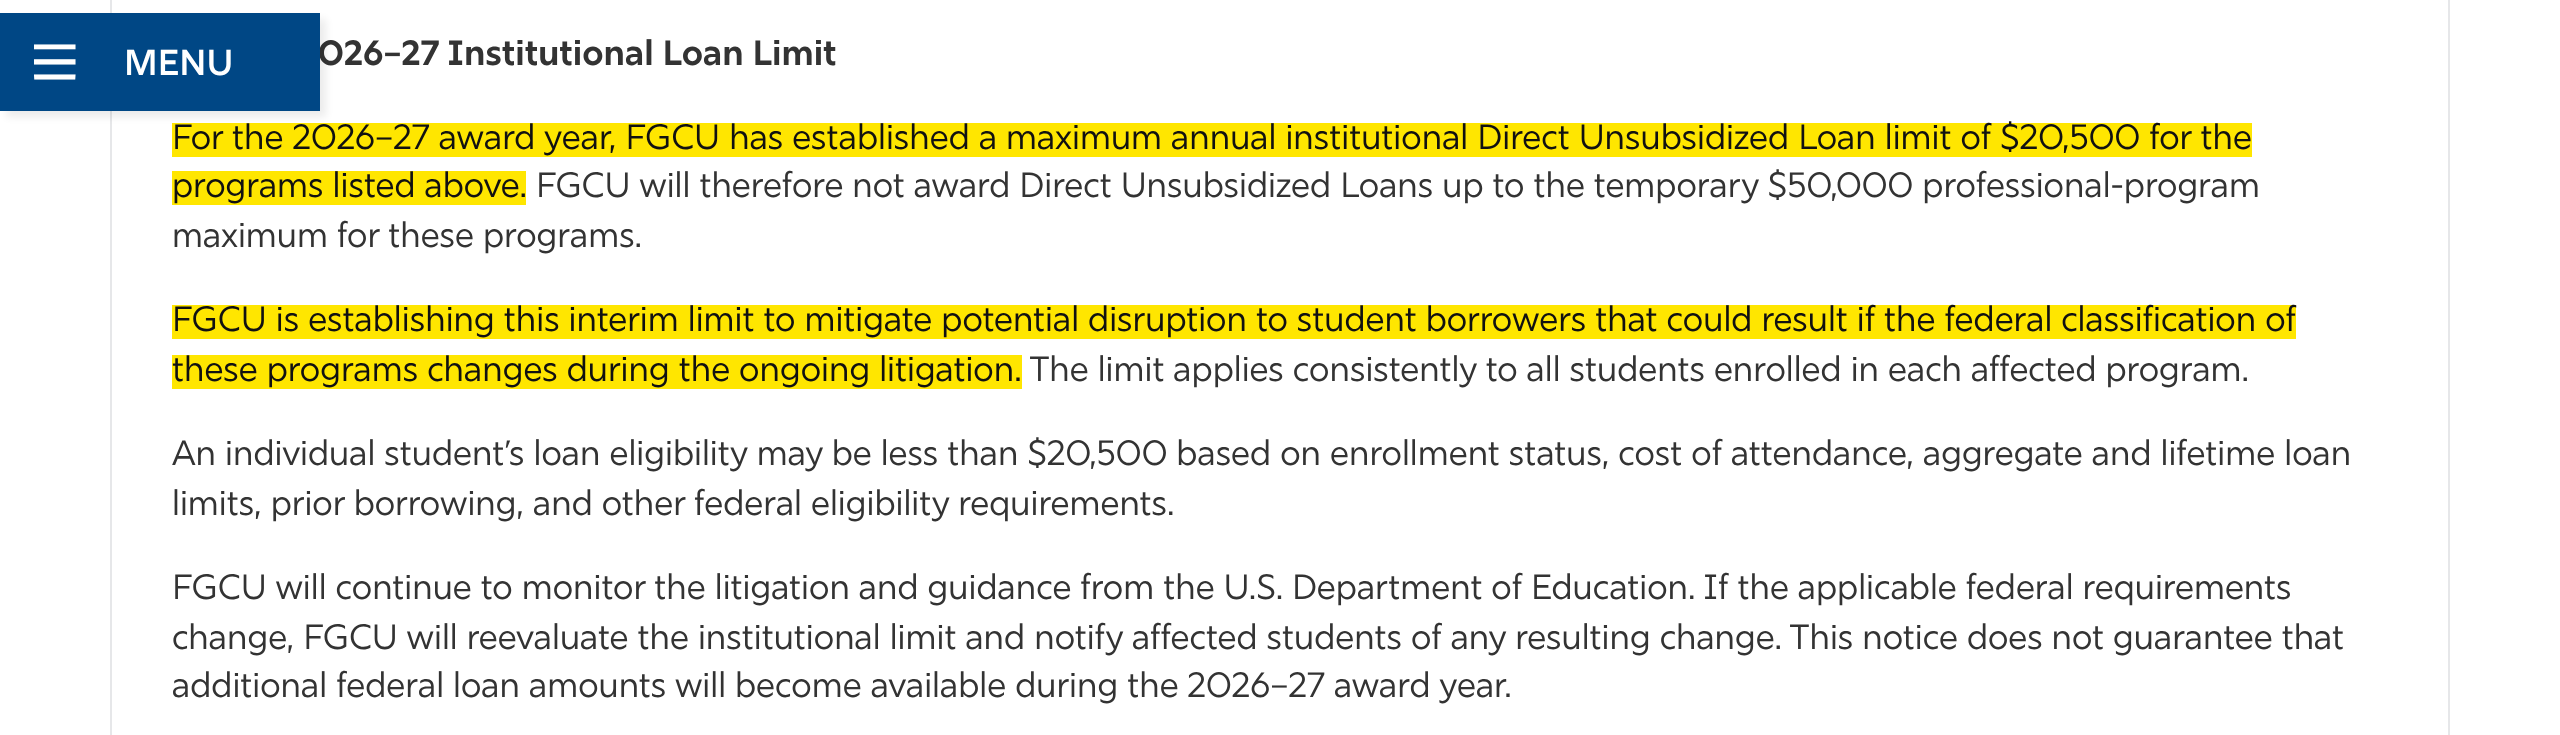 MENU
026–27 Institutional Loan Limit
For the 2026–27 award year, FGCU has established a maximum annual institutional Direct Unsubsidized Loan limit of $20,500 for the
programs listed above. FGCU will therefore not award Direct Unsubsidized Loans up to the temporary $50,000 professional-program
maximum for these programs.
FGCU is establishing this interim limit to mitigate potential disruption to student borrowers that could result if the federal classification of
these programs changes during the ongoing litigation. The limit applies consistently to all students enrolled in each affected program.
An individual student’s loan eligibility may be less than $20,500 based on enrollment status, cost of attendance, aggregate and lifetime loan
limits, prior borrowing, and other federal eligibility requirements.
FGCU will continue to monitor the litigation and guidance from the U.S. Department of Education. If the applicable federal requirements
change, FGCU will reevaluate the institutional limit and notify affected students of any resulting change. This notice does not guarantee that
additional federal loan amounts will become available during the 2026–27 award year.